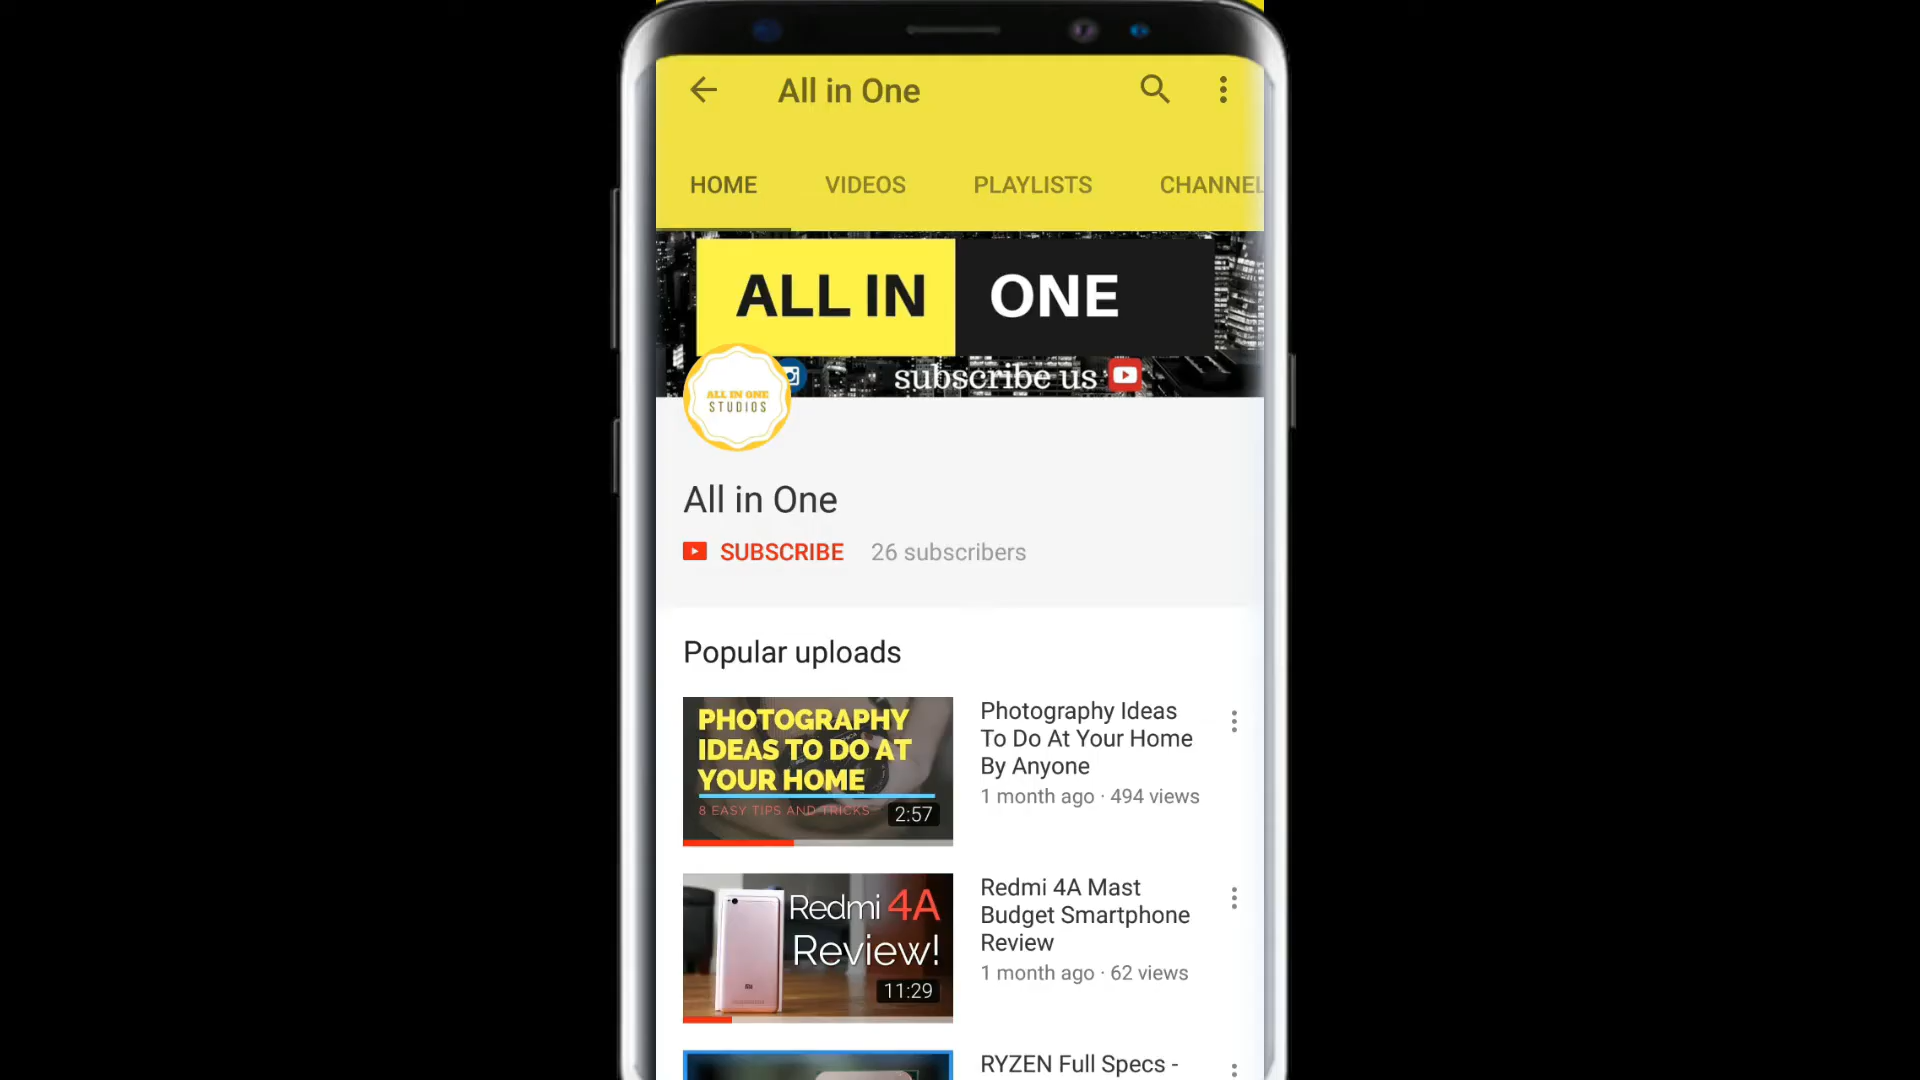 All in One
HOME VIDEOS PLAYLISTS CHANNEL
ALL IN ONE
subscribe us
ALL IN ONE
STUDIOS
All in One
SUBSCRIBE 26 subscribers
Popular uploads
PHOTOGRAPHY
IDEAS TO DO AT
YOUR HOME
8 EASY TIPS AND TRICKS
2:57
Photography Ideas
To Do At Your Home
By Anyone
1 month ago · 494 views
Redmi 4A
Review!
11:29
Redmi 4A Mast
Budget Smartphone
Review
1 month ago · 62 views
RYZEN Full Specs -